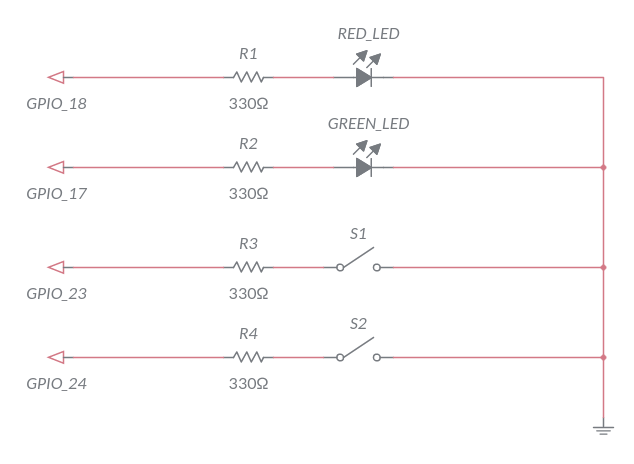 RED_LED
R1
330Ω
GPIO_18
GREEN_LED
R2
330Ω
GPIO_17
S1
R3
330Ω
GPIO_23
S2
R4
330Ω
GPIO_24